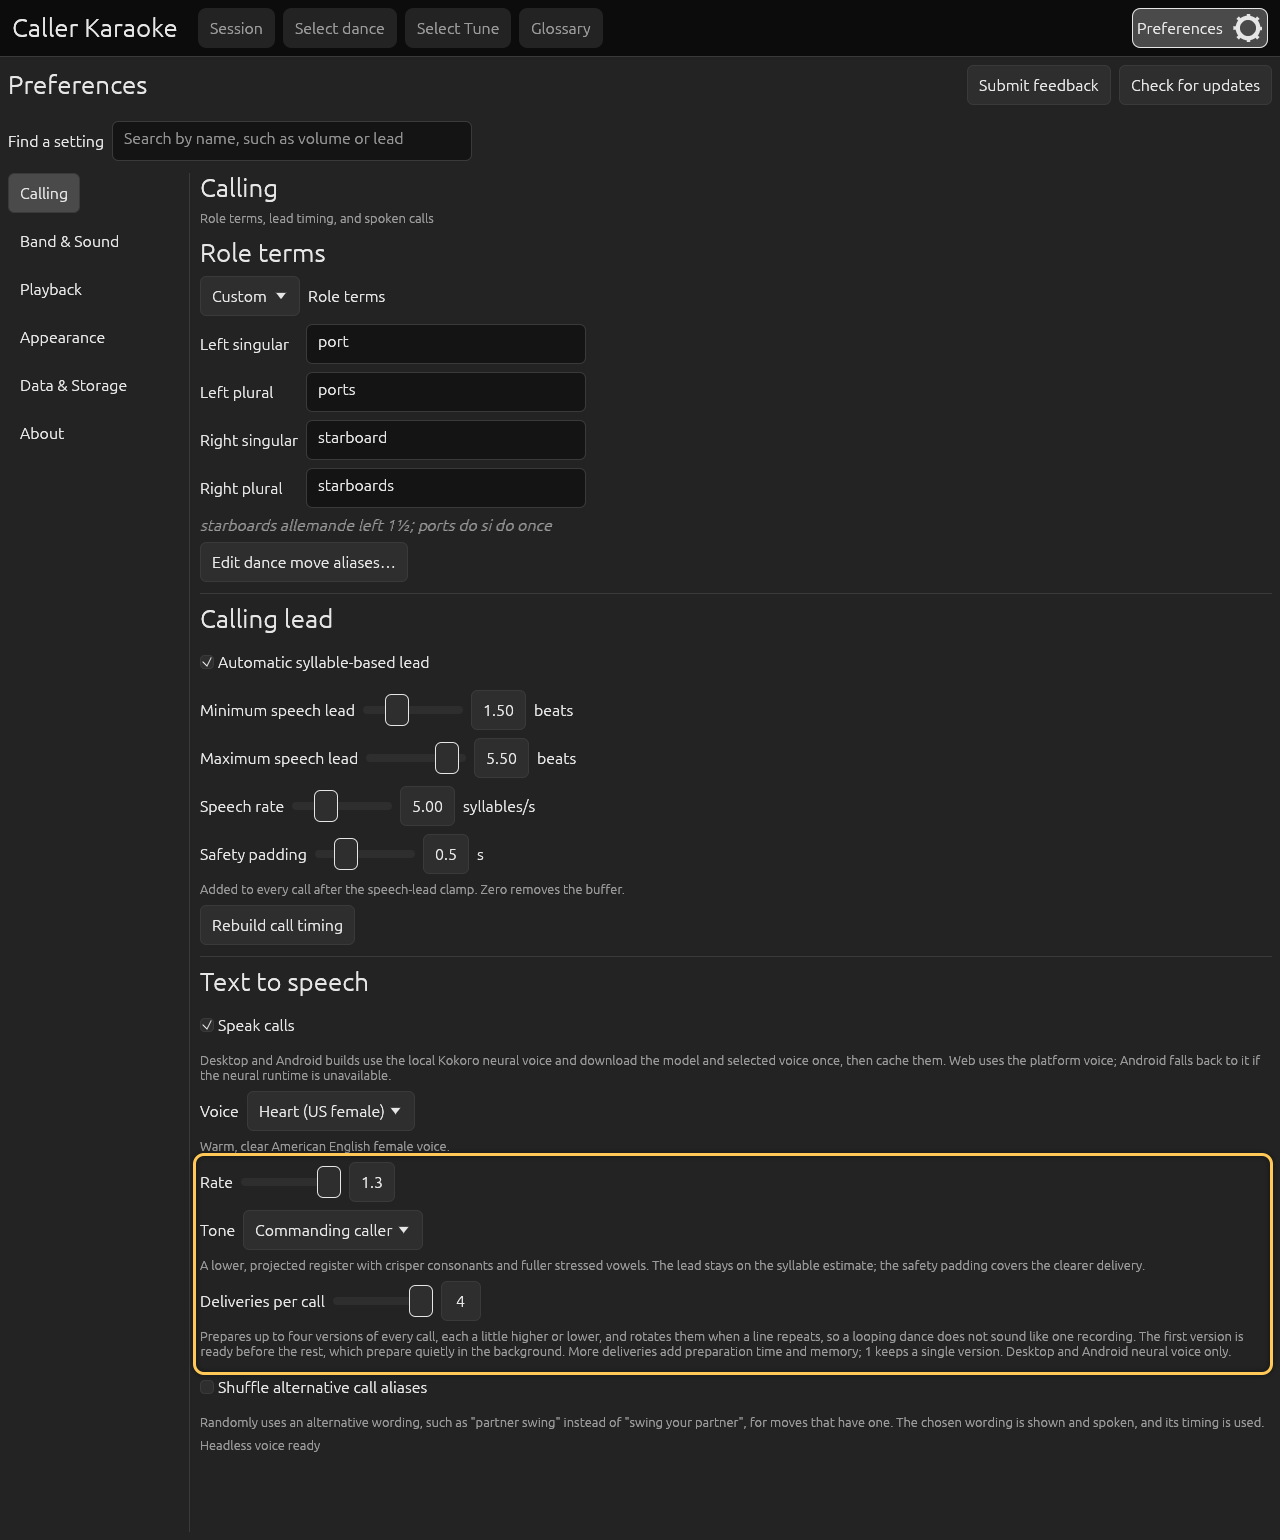 Caller Karaoke
Session
Select dance
Select Tune
Glossary
Preferences
Preferences
Submit feedback
Check for updates
Find a setting
Search by name, such as volume or lead
Calling
Band & Sound
Playback
Appearance
Data & Storage
About
Calling
Role terms, lead timing, and spoken calls
Role terms
Custom
Role terms
Left singular
port
Left plural
ports
Right singular
starboard
Right plural
starboards
starboards allemande left 1½; ports do si do once
Edit dance move aliases…
Calling lead
Automatic syllable-based lead
Minimum speech lead
1.50
beats
Maximum speech lead
5.50
beats
Speech rate
5.00
syllables/s
Safety padding
0.5
s
Added to every call after the speech-lead clamp. Zero removes the buffer.
Rebuild call timing
Text to speech
Speak calls
Desktop and Android builds use the local Kokoro neural voice and download the model and selected voice once, then cache them. Web uses the platform voice; Android falls back to it if
the neural runtime is unavailable.
Voice
Heart (US female)
Warm, clear American English female voice.
Rate
1.3
Tone
Commanding caller
A lower, projected register with crisper consonants and fuller stressed vowels. The lead stays on the syllable estimate; the safety padding covers the clearer delivery.
Deliveries per call
4
Prepares up to four versions of every call, each a little higher or lower, and rotates them when a line repeats, so a looping dance does not sound like one recording. The first version is
ready before the rest, which prepare quietly in the background. More deliveries add preparation time and memory; 1 keeps a single version. Desktop and Android neural voice only.
Shuffle alternative call aliases
Randomly uses an alternative wording, such as "partner swing" instead of "swing your partner", for moves that have one. The chosen wording is shown and spoken, and its timing is used.
Headless voice ready